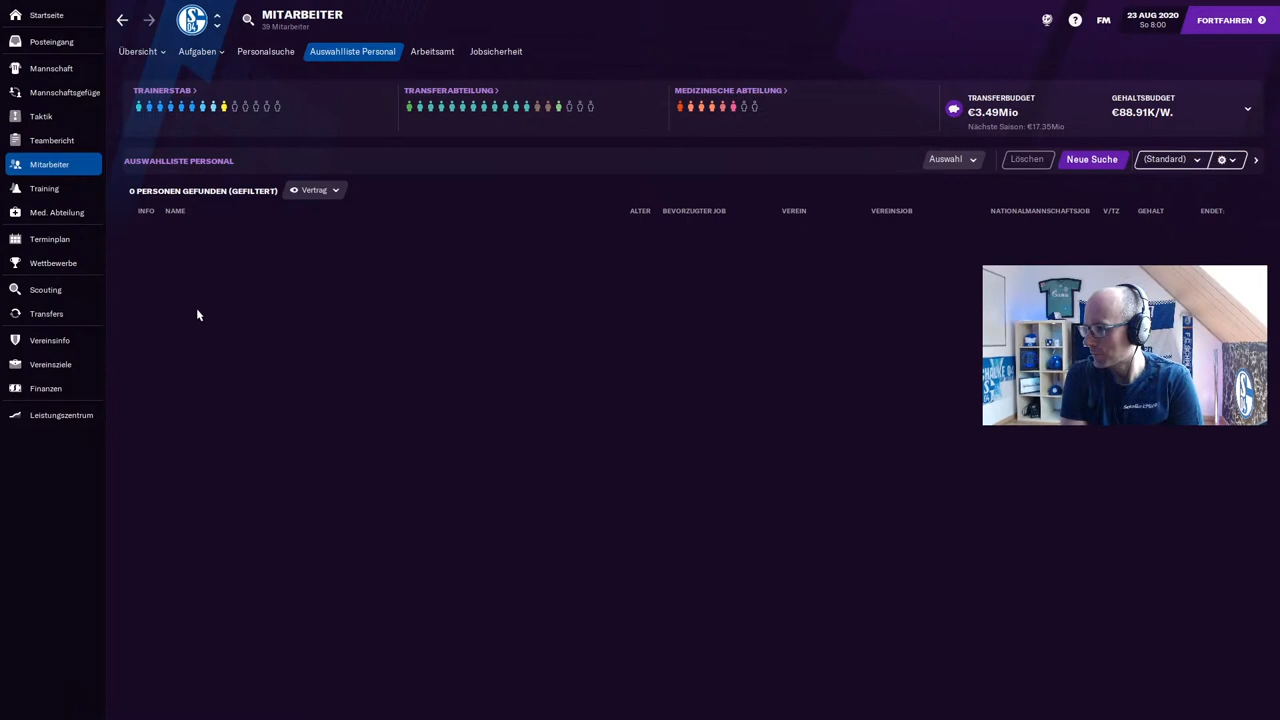 Startseite
Posteingang
Mannschaft
Mannschaftsgefüge
Taktik
Teambericht
Mitarbeiter
Training
Med. Abteilung
Terminplan
Wettbewerbe
Scouting
Transfers
Vereinsinfo
Vereinsziele
Finanzen
Leistungszentrum
MITARBEITER
39 Mitarbeiter
FM
23 AUG 2020
So 8:00
FORTFAHREN
Übersicht
Aufgaben
Personalsuche
Auswahlliste Personal
Arbeitsamt
Jobsicherheit
TRAINERSTAB
TRANSFERABTEILUNG
MEDIZINISCHE ABTEILUNG
TRANSFERBUDGET
€3.49Mio
Nächste Saison: €17.35Mio
GEHALTSBUDGET
€88.91K/W.
AUSWAHLLISTE PERSONAL
Auswahl
Löschen
Neue Suche
(Standard)
0 PERSONEN GEFUNDEN (GEFILTERT)
Vertrag
INFO NAME ALTER BEVORZUGTER JOB VEREIN VEREINSJOB NATIONALMANNSCHAFTSJOB V/TZ GEHALT ENDET: